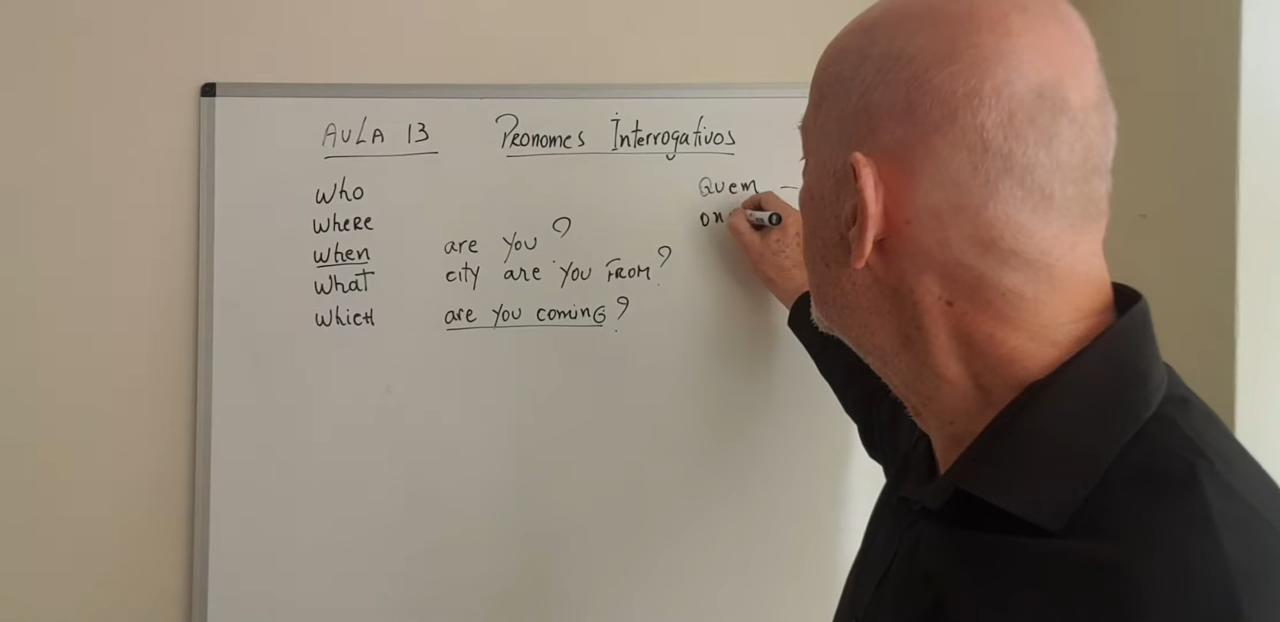 AULA 13 Pronomes Interrogativos
Who Quem —
Where
When are you?
What city are you FROM?
Which are you coming?